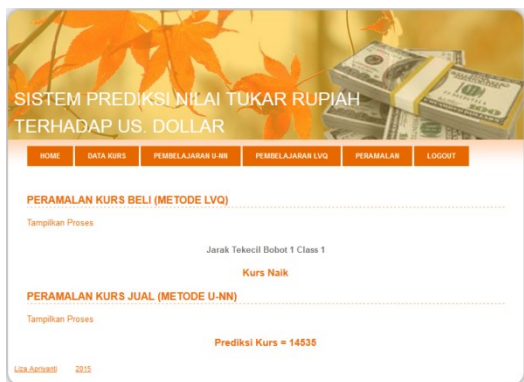 SISTEM PREDIKSI NILAI TUKAR RUPIAH
TERHADAP US. DOLLAR
HOME DATA KURS PEMBELAJARAN U-NN PEMBELAJARAN LVQ PERAMALAN LOGOUT
PERAMALAN KURS BELI (METODE LVQ)
Tampilkan Proses
Jarak Tekecil Bobot 1 Class 1
Kurs Naik
PERAMALAN KURS JUAL (METODE U-NN)
Tampilkan Proses
Prediksi Kurs = 14535
Liza Apriyanti 2015